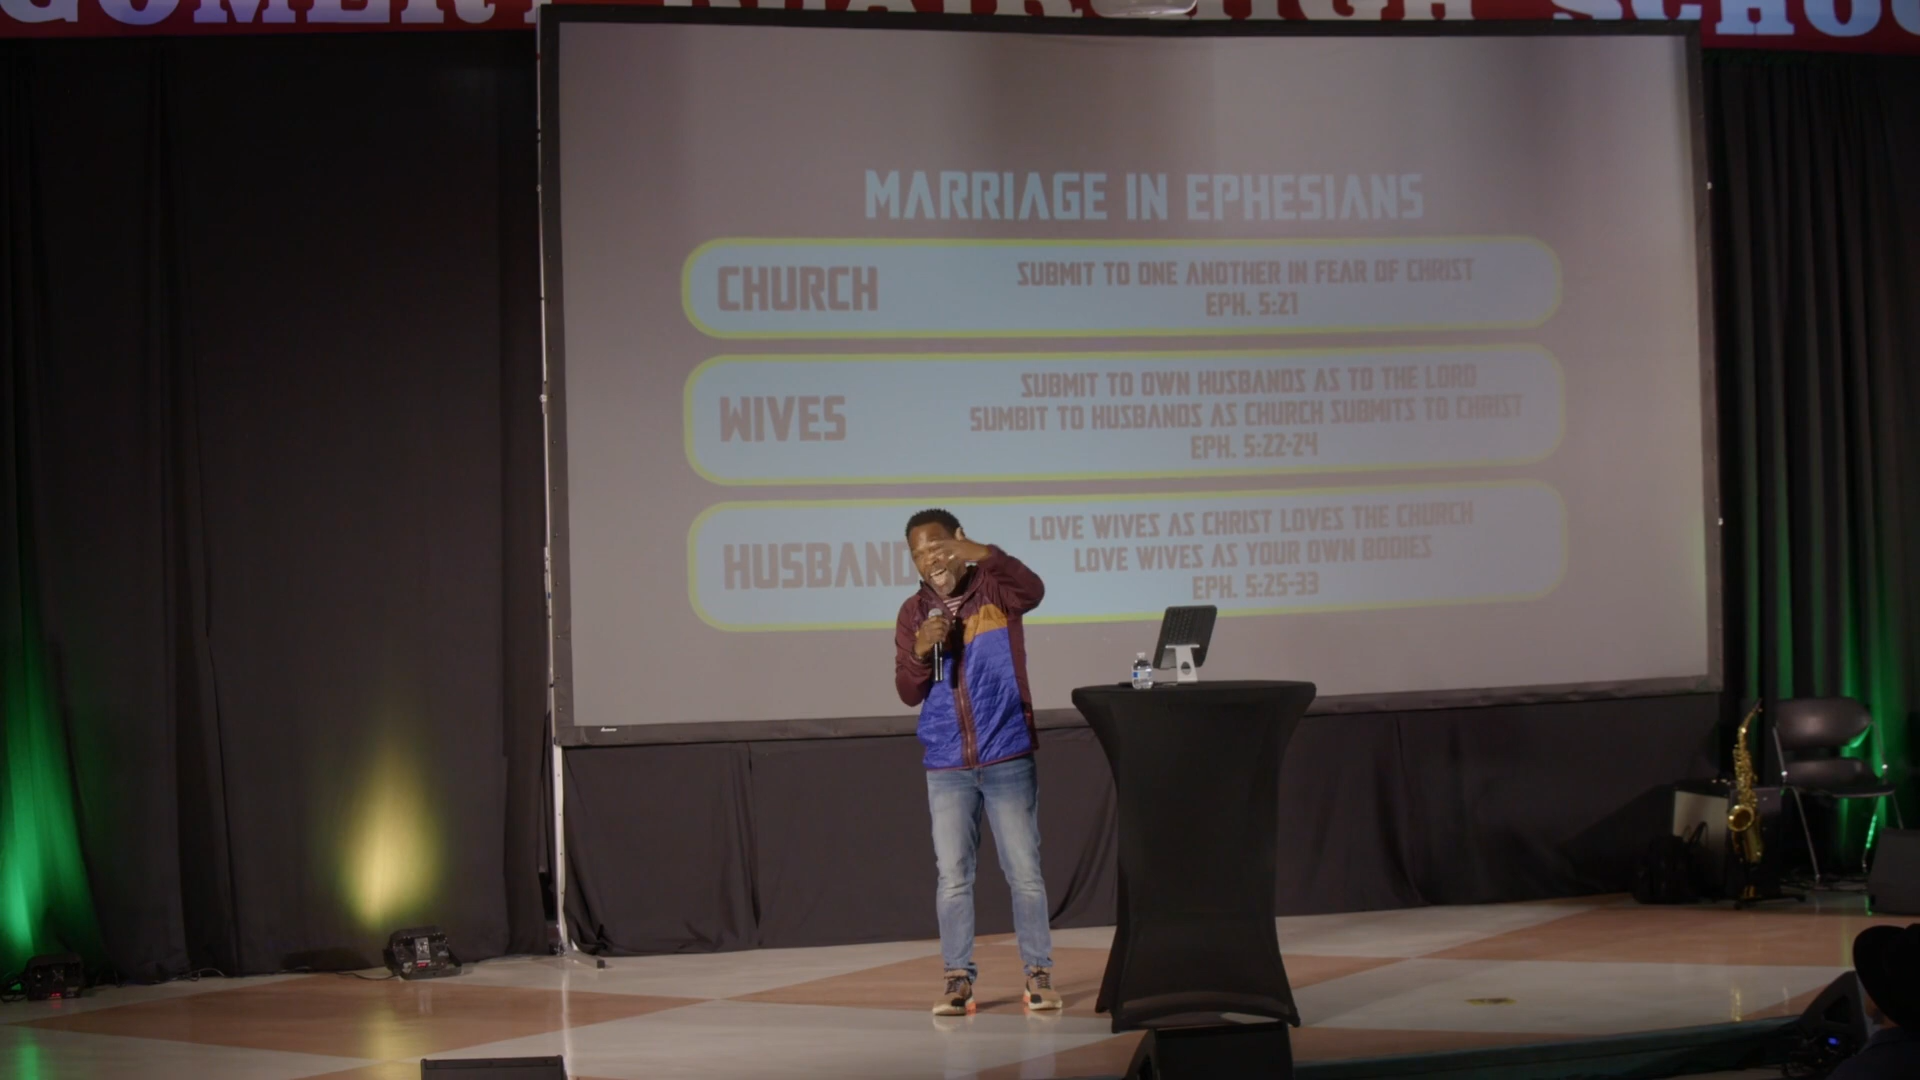 MARRIAGE IN EPHESIANS
CHURCH
SUBMIT TO ONE ANOTHER IN FEAR OF CHRIST
EPH. 5:21
WIVES
SUBMIT TO OWN HUSBANDS AS TO THE LORD
SUMBIT TO HUSBANDS AS CHURCH SUBMITS TO CHRIST
EPH. 5:22-24
HUSBAND
LOVE WIVES AS CHRIST LOVES THE CHURCH
LOVE WIVES AS YOUR OWN BODIES
EPH. 5:25-33